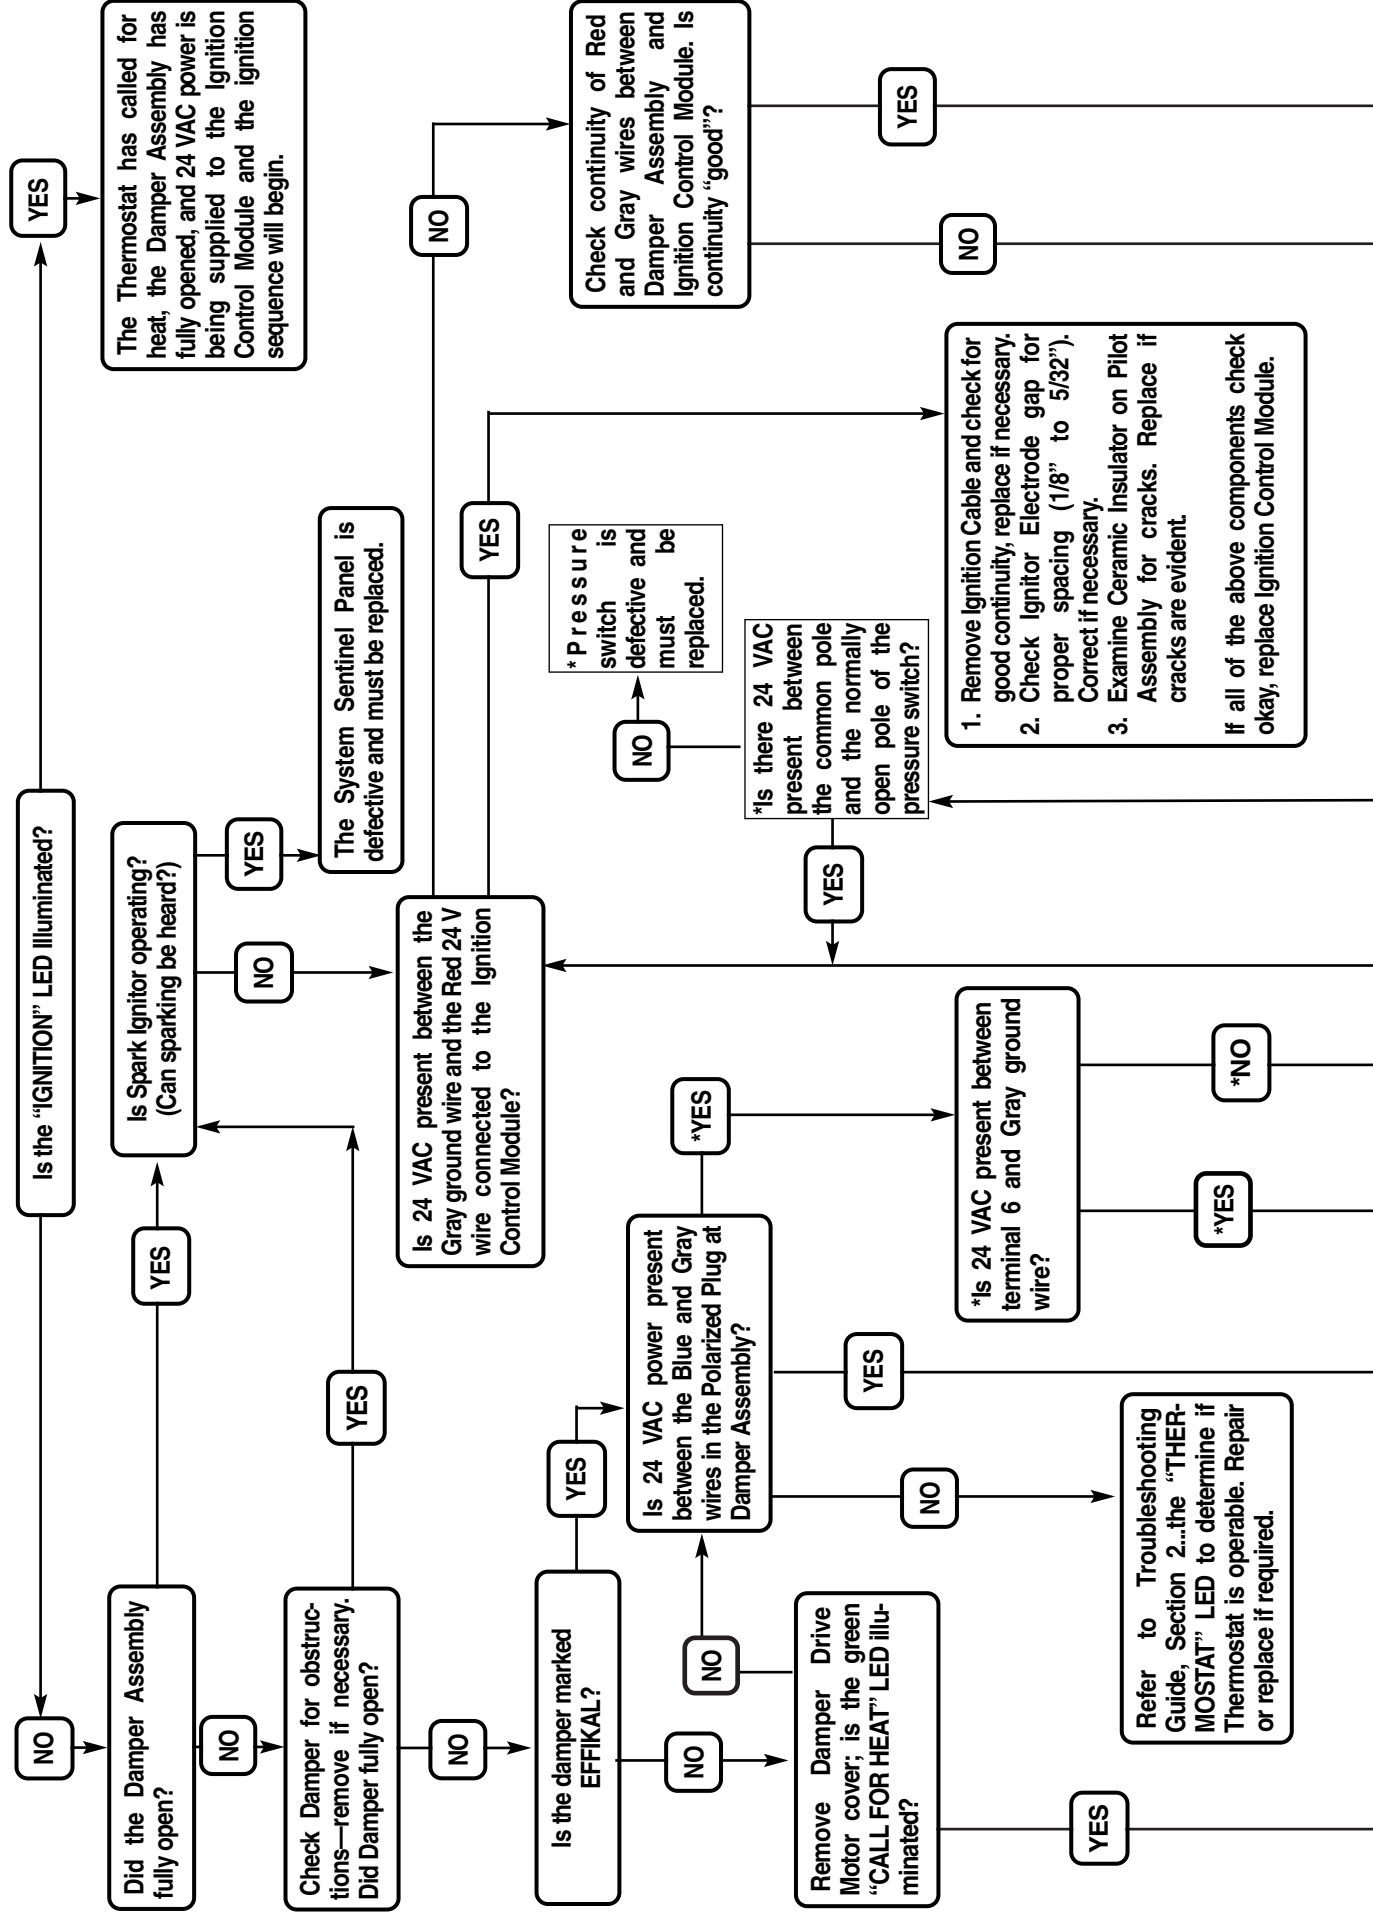 Is the “IGNITION” LED Illuminated?
NO
YES
Did the Damper Assembly
fully open?
YES
Is Spark Ignitor operating?
(Can sparking be heard?)
The Thermostat has called for
heat, the Damper Assembly has
fully opened, and 24 VAC power is
being supplied to the Ignition
Control Module and the ignition
sequence will begin.
NO
NO
YES
Check Damper for obstruc-
tions—remove if necessary.
Did Damper fully open?
YES
The System Sentinel Panel is
defective and must be replaced.
NO
Is 24 VAC present between the
Gray ground wire and the Red 24 V
wire connected to the Ignition
Control Module?
NO
YES
Is the damper marked
EFFIKAL?
YES
*Pressure
switch is
defective and
must be
replaced.
Check continuity of Red
and Gray wires between
Damper Assembly and
Ignition Control Module. Is
continuity “good”?
NO
NO
Is 24 VAC power present
between the Blue and Gray
wires in the Polarized Plug at
Damper Assembly?
*YES
NO
*Is there 24 VAC
present between
the common pole
and the normally
open pole of the
pressure switch?
YES
Remove Damper Drive
Motor cover; is the green
“CALL FOR HEAT” LED illu-
minated?
NO
YES
*Is 24 VAC present between
terminal 6 and Gray ground
wire?
1. Remove Ignition Cable and check for
good continuity, replace if necessary.
2. Check Ignitor Electrode gap for
proper spacing (1/8” to 5/32”).
Correct if necessary.
3. Examine Ceramic Insulator on Pilot
Assembly for cracks. Replace if
cracks are evident.
If all of the above components check
okay, replace Ignition Control Module.
NO
YES
YES
Refer to Troubleshooting
Guide, Section 2...the “THER-
MOSTAT” LED to determine if
Thermostat is operable. Repair
or replace if required.
*YES
*NO